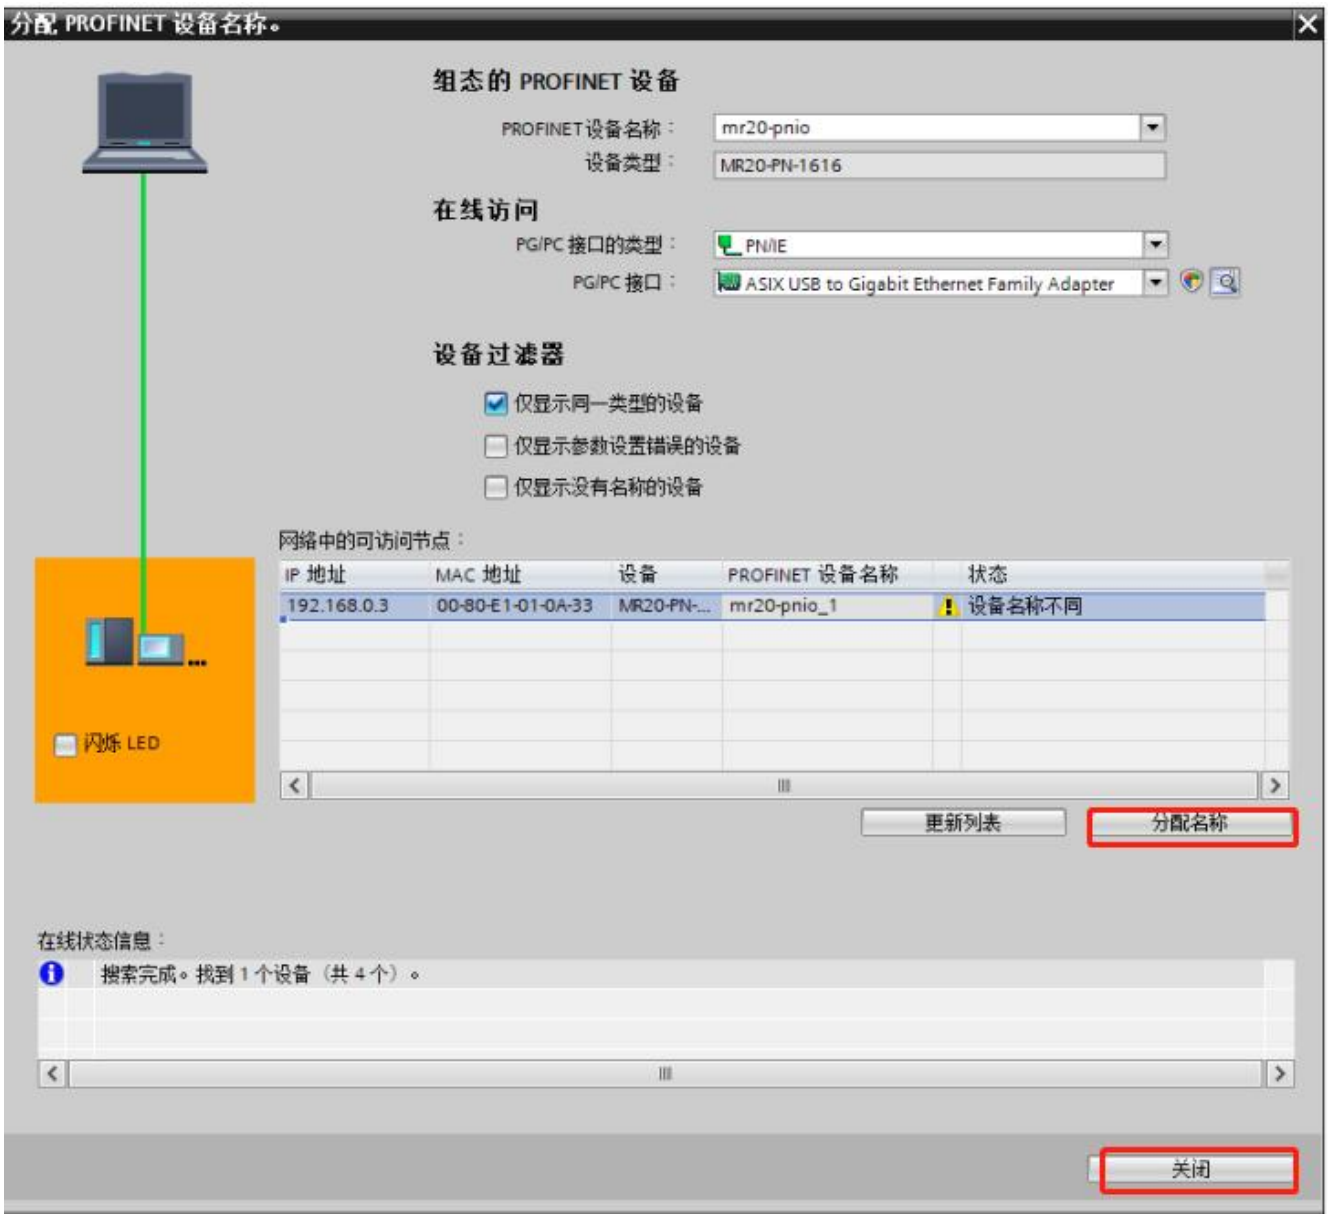 分配 PROFINET 设备名称。
组态的 PROFINET 设备
PROFINET设备名称： mr20-pnio
设备类型： MR20-PN-1616
在线访问
PG/PC 接口的类型： PN/IE
PG/PC 接口： ASIX USB to Gigabit Ethernet Family Adapter
设备过滤器
仅显示同一类型的设备
仅显示参数设置错误的设备
仅显示没有名称的设备
网络中的可访问节点：
IP 地址 MAC 地址 设备 PROFINET 设备名称 状态
192.168.0.3 00-80-E1-01-0A-33 MR20-PN-... mr20-pnio_1 设备名称不同
闪烁 LED
更新列表 分配名称
在线状态信息：
搜索完成。找到 1 个设备（共 4 个）。
关闭